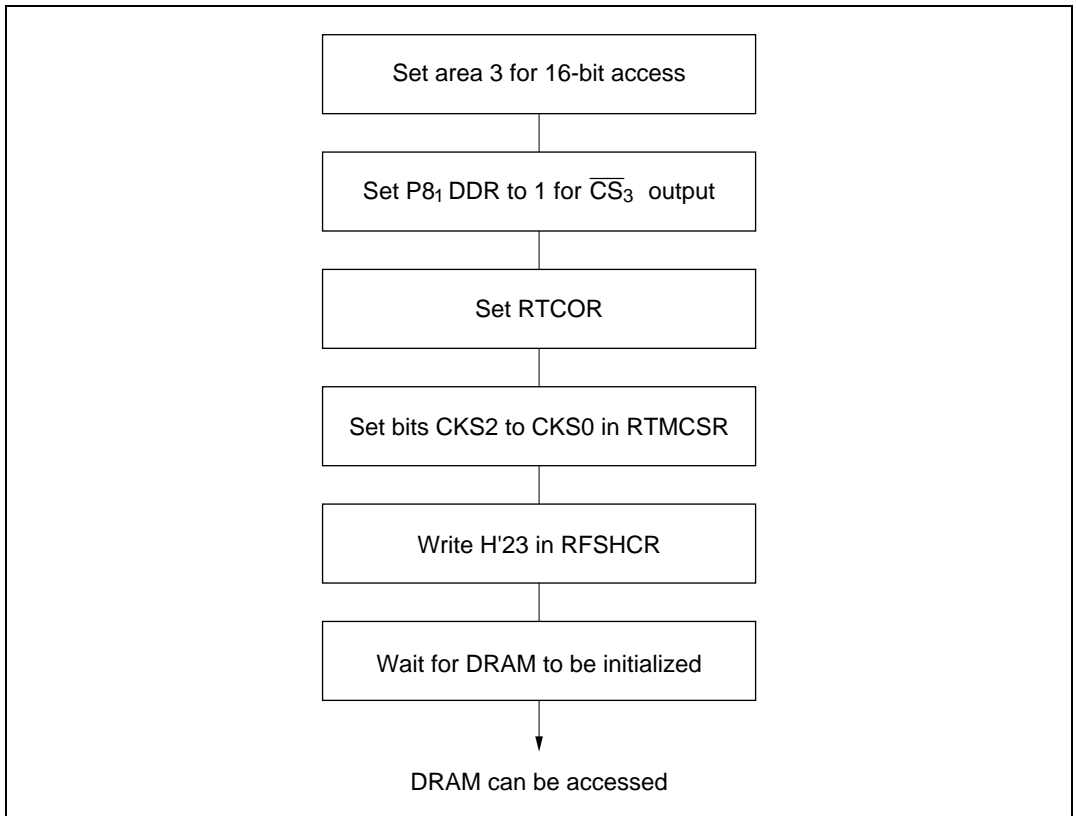 Set area 3 for 16-bit access
Set P8₁ DDR to 1 for C̅S̅₃ output
Set RTCOR
Set bits CKS2 to CKS0 in RTMCSR
Write H'23 in RFSHCR
Wait for DRAM to be initialized
DRAM can be accessed